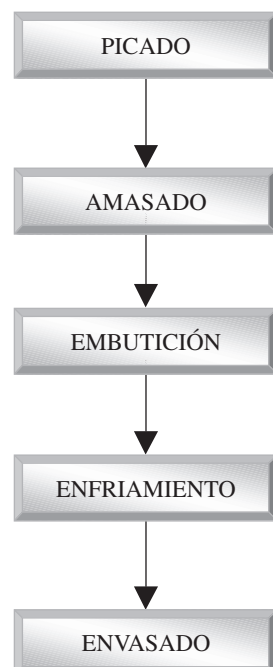 PICADO
AMASADO
EMBUTICIÓN
ENFRIAMIENTO
ENVASADO